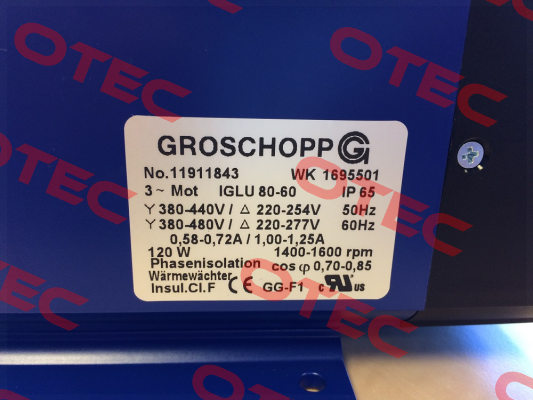 OTEC
OTEC
OTEC
GROSCHOPP
No.11911843 WK 1695501
3 ~ Mot IGLU 80-60 IP 65
Y 380-440V / Δ 220-254V 50Hz
Y 380-480V / Δ 220-277V 60Hz
0,58-0,72A / 1,00-1,25A
120 W 1400-1600 rpm
Phasenisolation cos φ 0,70-0,85
Wärmewächter
Insul.Cl.F CE GG-F1 c RU us
OTEC
OTEC
OTEC
OTEC